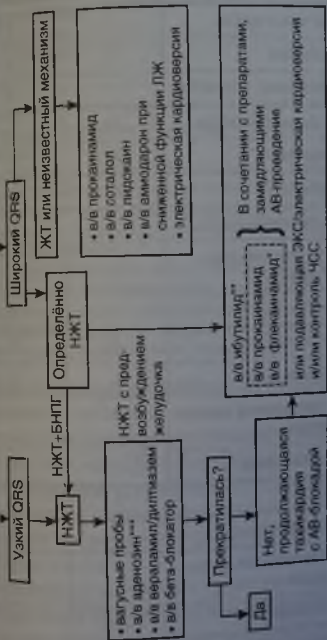 Узкий QRS
Широкий QRS
НЖТ
НЖТ+БНПГ
Определённо
НЖТ
ЖТ или неизвестный механизм
• вагусные пробы
• в/в аденозин***
• в/в верапамил/дилтиазем
• в/в бета-блокатор
НЖТ с пред-
возбуждением
желудочка
• в/в прокаинамид
• в/в соталол
• в/в лидокаин
• в/в амиодарон при
сниженной функции ЛЖ
• электрическая кардиоверсия
Прекратилась?
Да
Нет,
продолжающаяся
тахикардия
с АВ-блокадой
в/в ибутилид**
в/в прокаинамид
в/в флекаинамид*
В сочетании с препаратами,
замедляющими
АВ-проведение
или подавляющая ЭКС/электрическая кардиоверсия
и/или контроль ЧСС